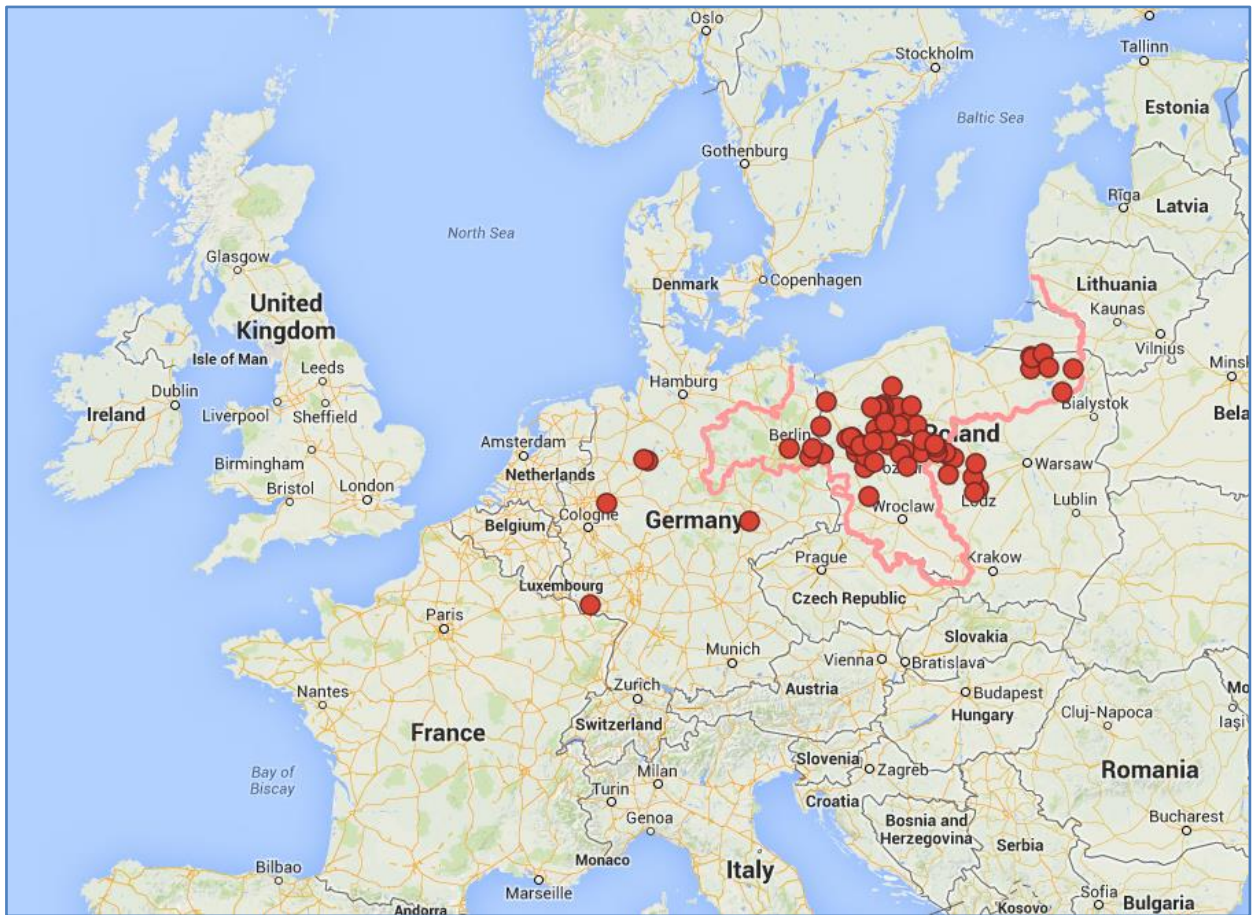 Oslo
Tallinn
Stockholm
Estonia
Baltic Sea
Gothenburg
Rīga
Latvia
North Sea
Glasgow
Denmark
Copenhagen
Lithuania
Kaunas
United
Kingdom
Vilnius
Isle of Man
Minsk
Leeds
Hamburg
Dublin
Ireland
Liverpool
Sheffield
Bialystok
Bela
Berlin
Poland
Amsterdam
Birmingham
Netherlands
Warsaw
Bristol
London
Lodz
Lublin
Wroclaw
Cologne
Belgium
Germany
Prague
Krakow
Luxembourg
Czech Republic
Paris
Slovakia
Munich
Vienna
Bratislava
Zurich
Austria
Nantes
Budapest
Mo
Hungary
Cluj-Napoca
Iași
Switzerland
France
Slovenia
Zagreb
Milan
Romania
Bay of
Biscay
Turin
Croatia
Genoa
Bosnia and
Herzegovina
Bucharest
Serbia
Monaco
Bilbao
Italy
Marseille
Sofia
Bulgaria
Andorra
Kosovo